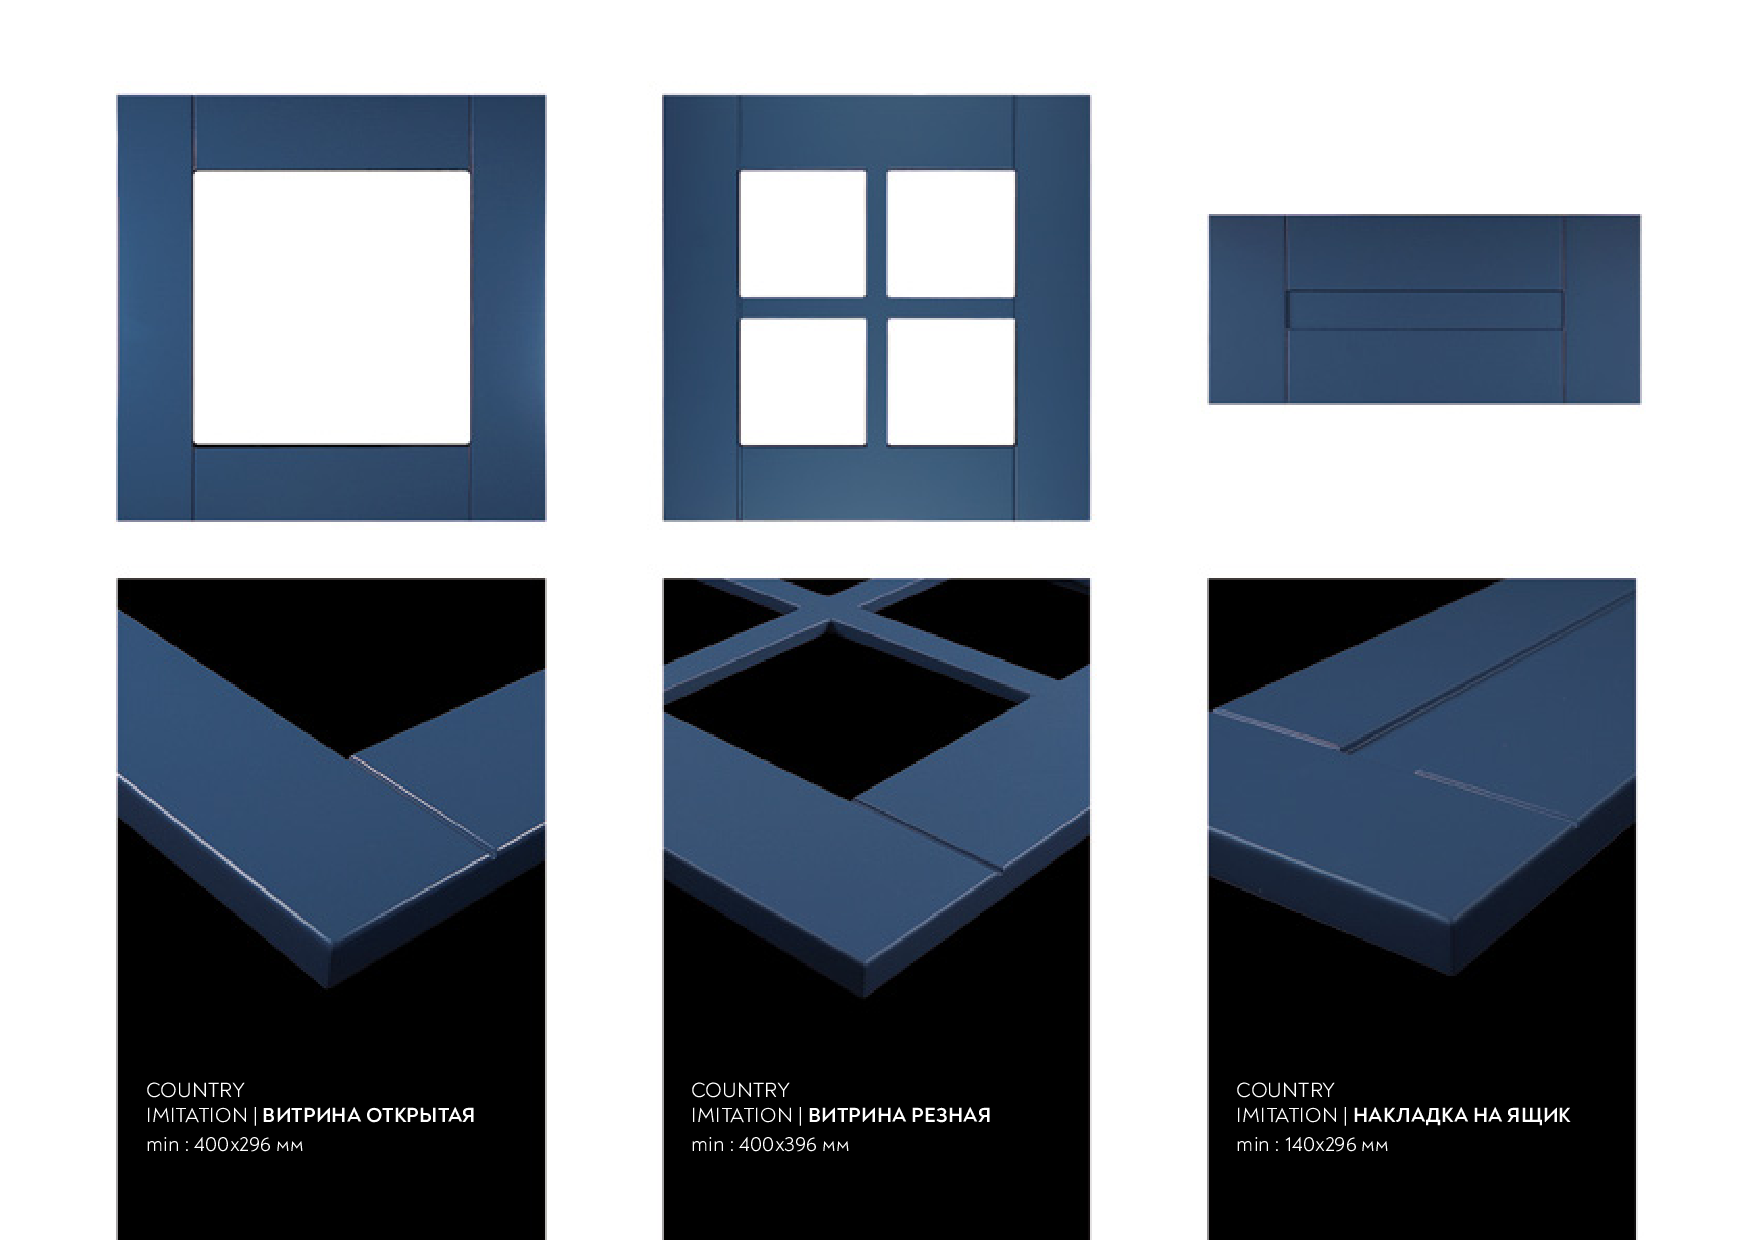 COUNTRY
IMITATION | ВИТРИНА ОТКРЫТАЯ
min : 400x296 мм
COUNTRY
IMITATION | ВИТРИНА РЕЗНАЯ
min : 400x396 мм
COUNTRY
IMITATION | НАКЛАДКА НА ЯЩИК
min : 140x296 мм